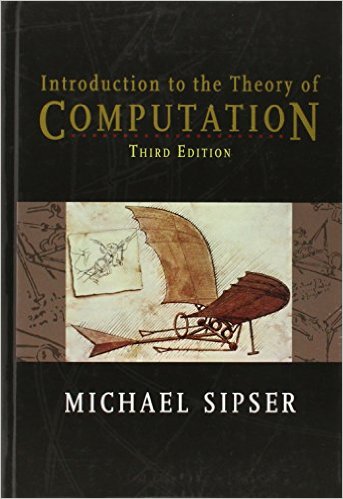 Introduction to the Theory of
COMPUTATION
THIRD EDITION
MICHAEL SIPSER